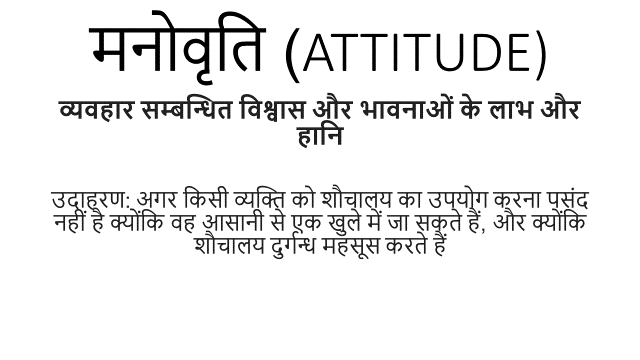 मनोवृति (ATTITUDE)
व्यवहार सम्बन्धित विश्वास और भावनाओं के लाभ और
हानि
उदाहरण: अगर किसी व्यक्ति को शौचालय का उपयोग करना पसंद
नहीं है क्योंकि वह आसानी से एक खुले में जा सकते हैं, और क्योंकि
शौचालय दुर्गन्ध महसूस करते हैं